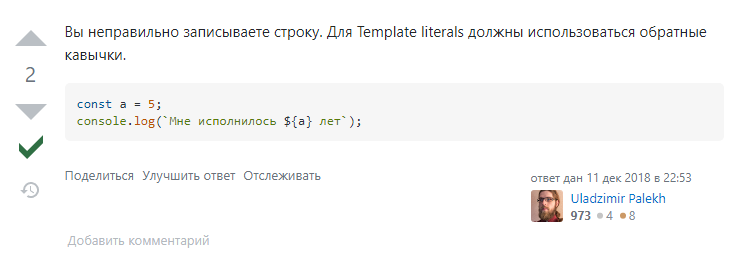 Вы неправильно записываете строку. Для Template literals должны использоваться обратные
кавычки.
2
const a = 5;
console.log(`Мне исполнилось ${a} лет`);
Поделиться Улучшить ответ Отслеживать
ответ дан 11 дек 2018 в 22:53
Uladzimir Palekh
973 4 8
Добавить комментарий